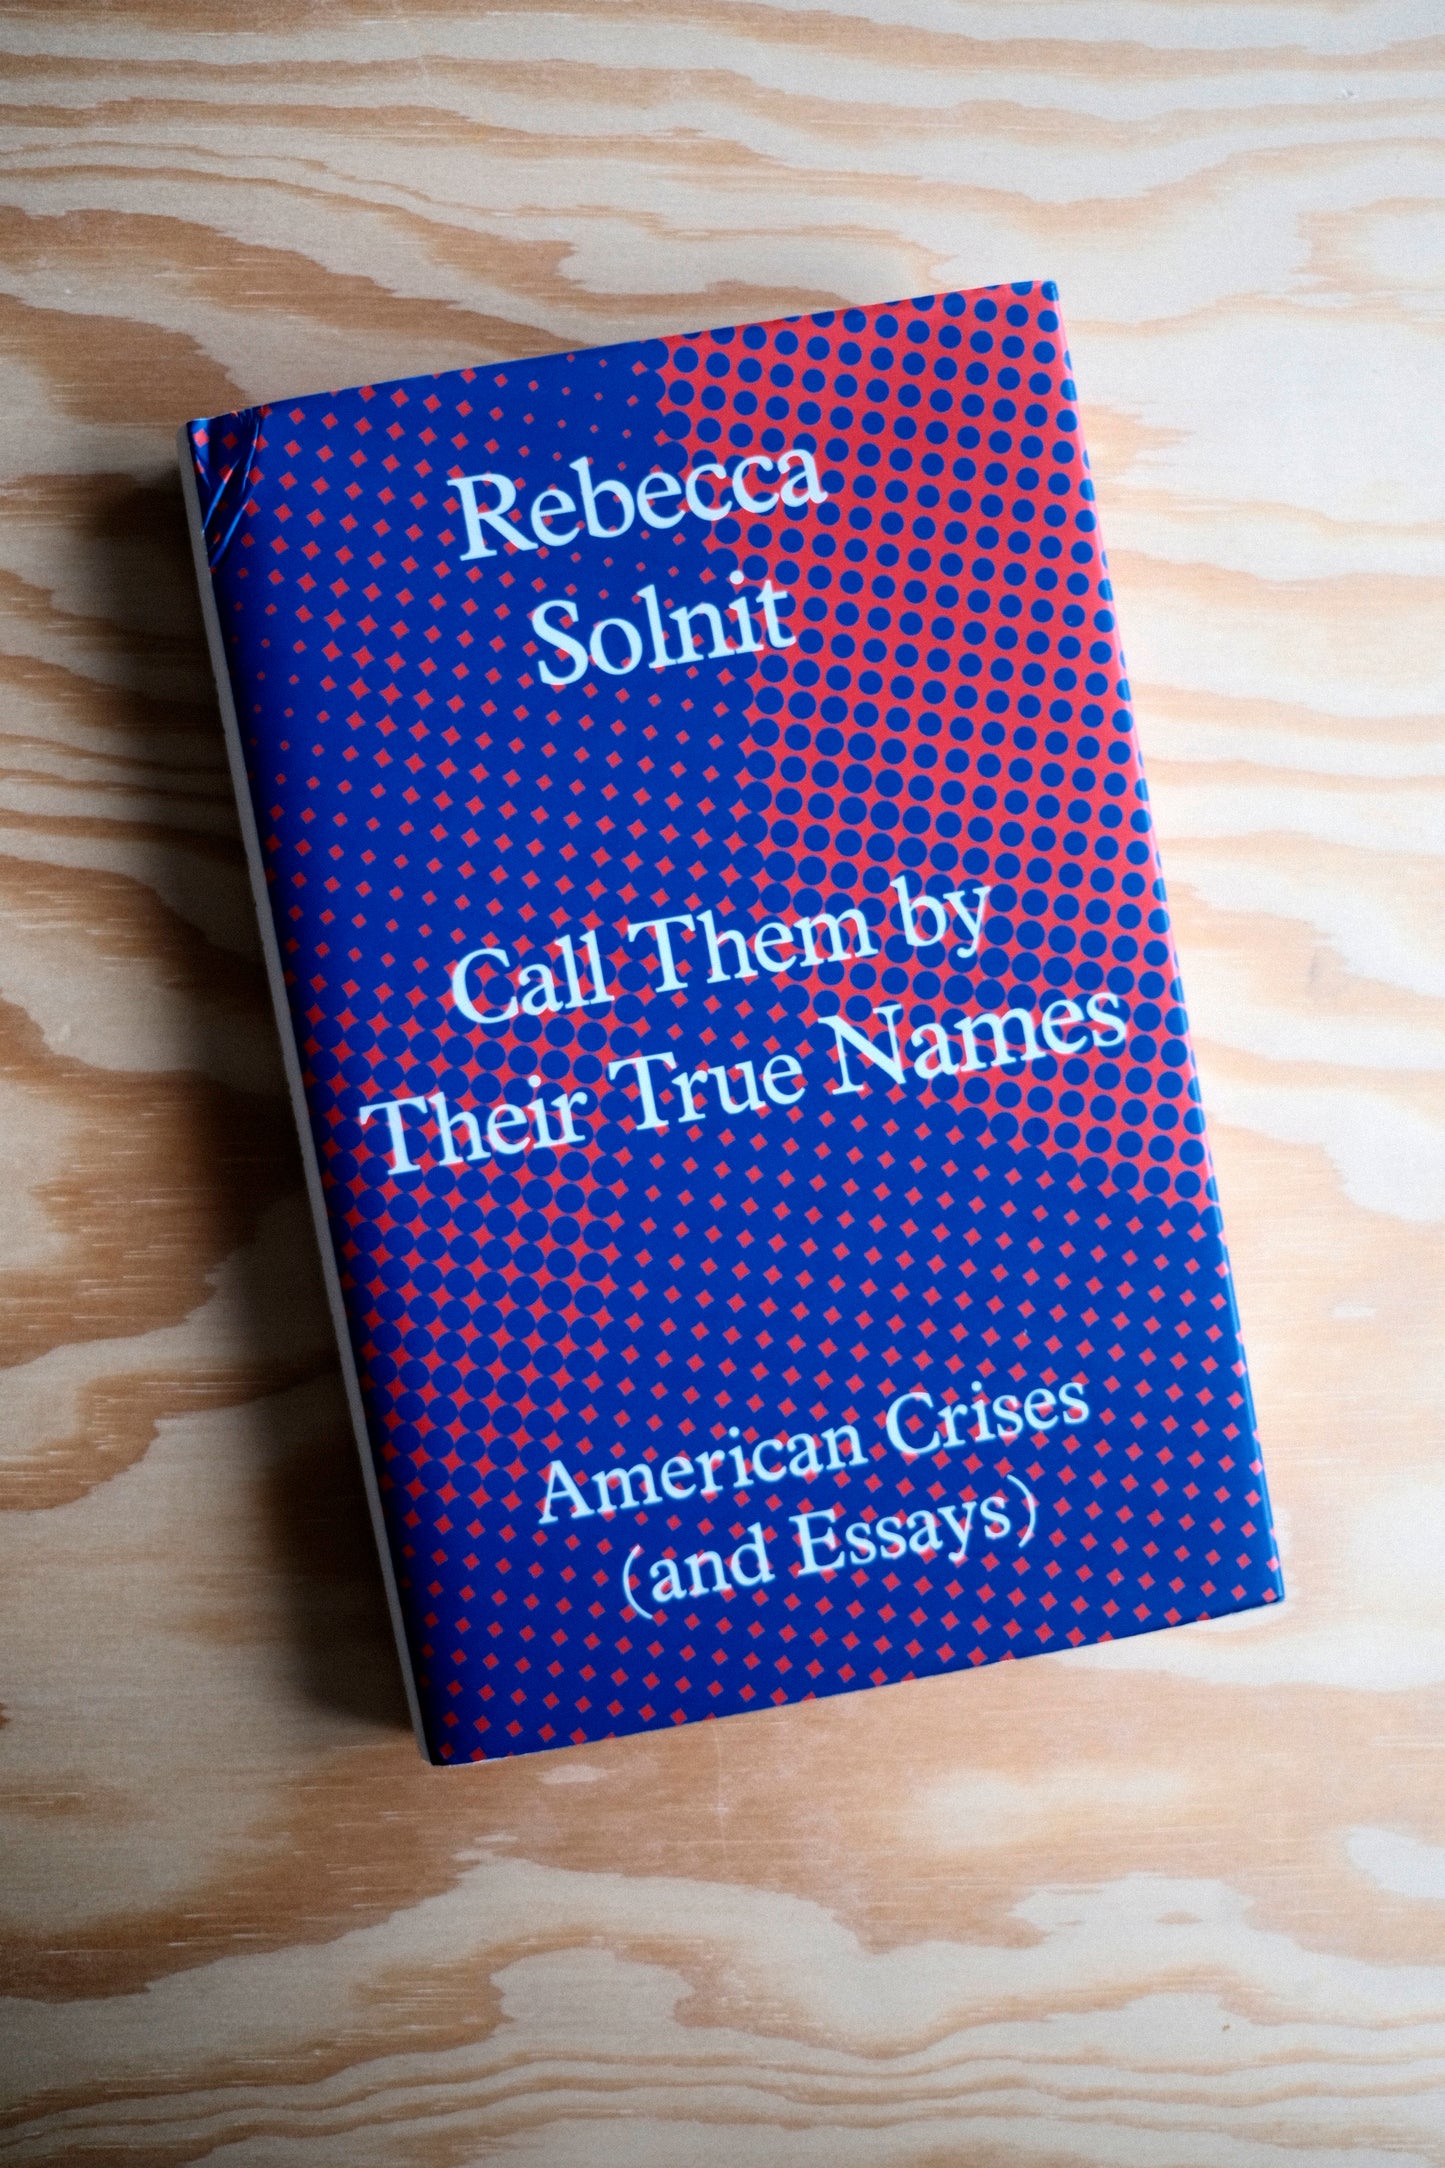 Rebecca
Solnit
Call Them by
Their True Names
American Crises
(and Essays)